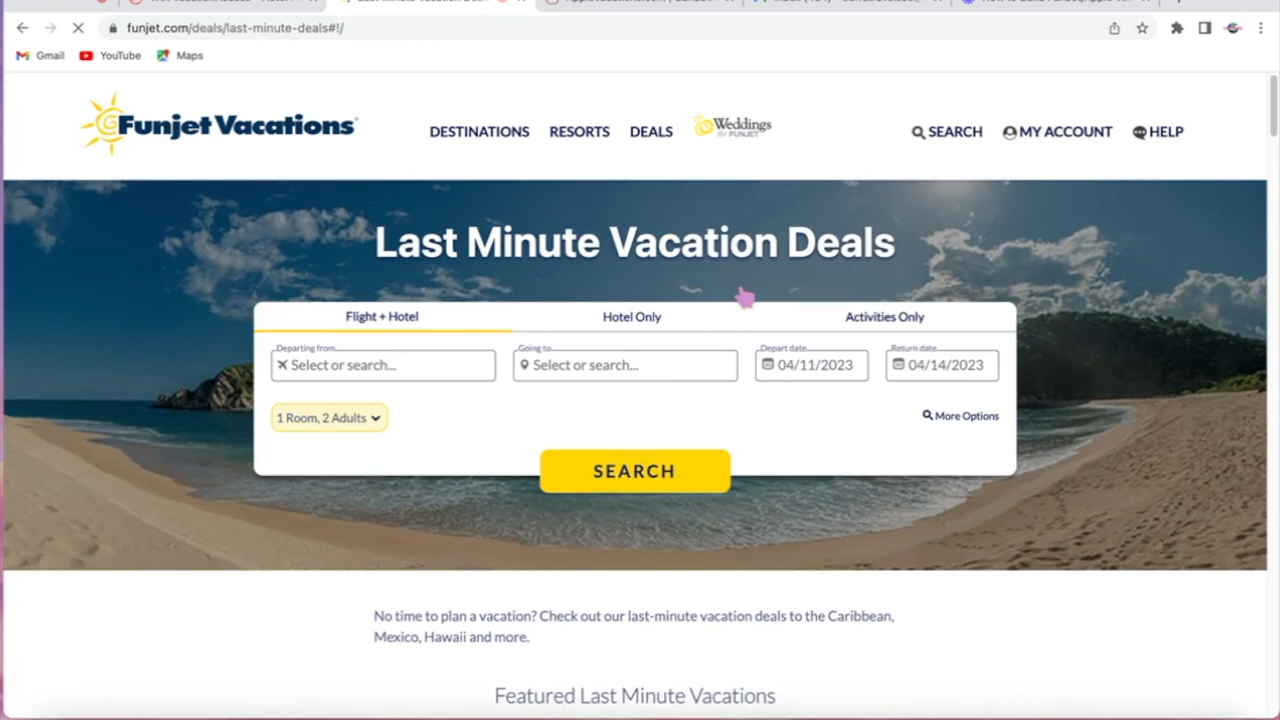 funjet.com/deals/last-minute-deals#!/
Gmail YouTube Maps
Funjet Vacations®
DESTINATIONS RESORTS DEALS Weddings BY FUNJET SEARCH MY ACCOUNT HELP
Last Minute Vacation Deals
Flight + Hotel Hotel Only Activities Only
Departing from Going to Depart date Return date
Select or search... Select or search... 04/11/2023 04/14/2023
1 Room, 2 Adults More Options
SEARCH
No time to plan a vacation? Check out our last-minute vacation deals to the Caribbean,
Mexico, Hawaii and more.
Featured Last Minute Vacations